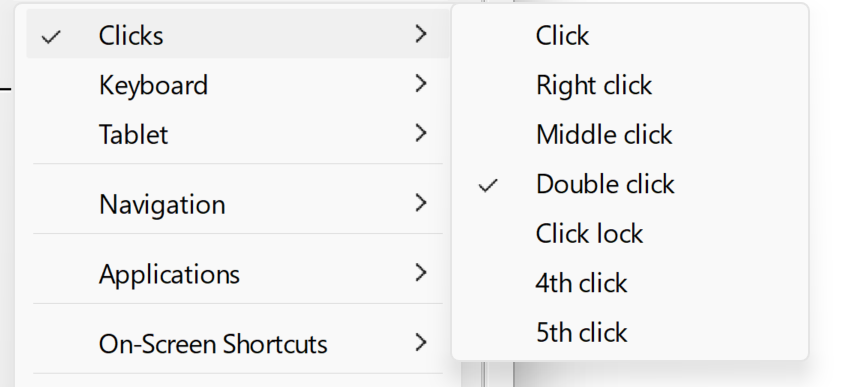 Clicks
Keyboard
Tablet
Navigation
Applications
On-Screen Shortcuts
Click
Right click
Middle click
Double click
Click lock
4th click
5th click